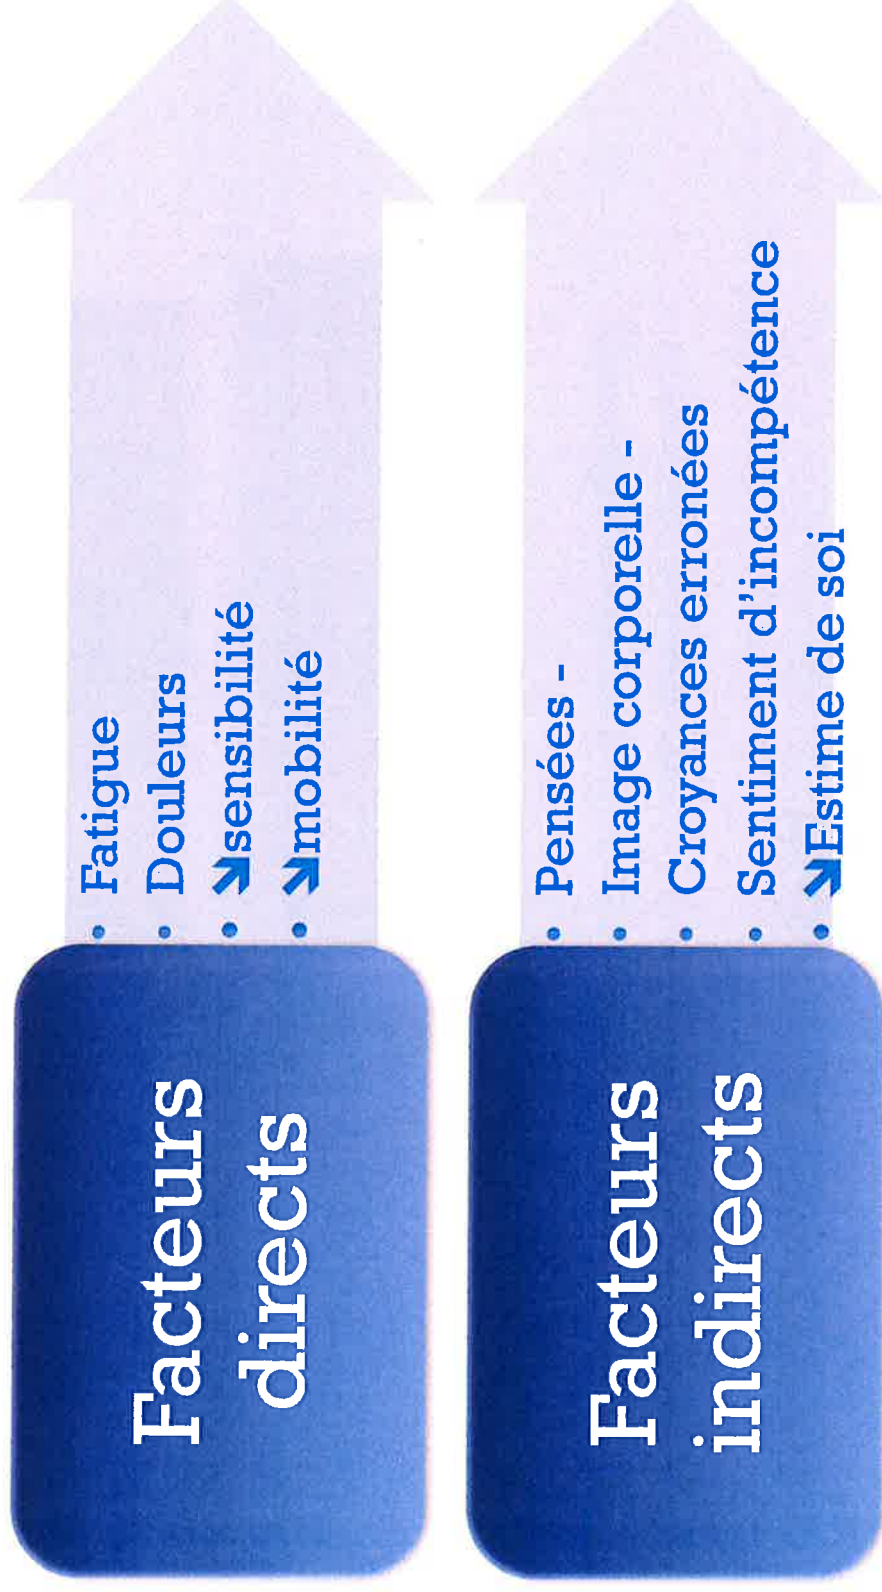 Facteurs
directs
• Fatigue
• Douleurs
• ↘sensibilité
• ↘mobilité
Facteurs
indirects
• Pensées -
• Image corporelle -
• Croyances erronées
• Sentiment d'incompétence
• ↘Estime de soi